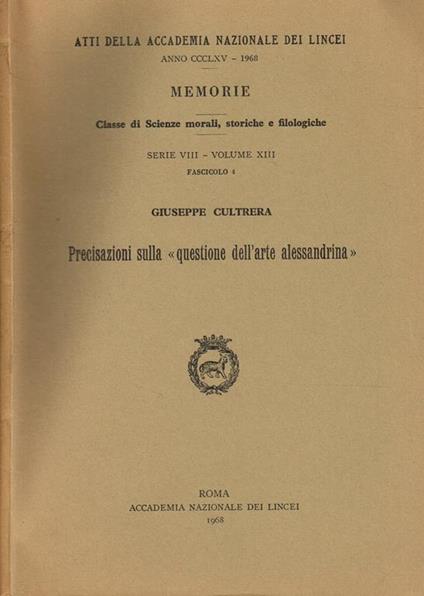 ATTI DELLA ACCADEMIA NAZIONALE DEI LINCEI
ANNO CCCLXV – 1968
MEMORIE
Classe di Scienze morali, storiche e filologiche
SERIE VIII – VOLUME XIII
FASCICOLO 4
GIUSEPPE CULTRERA
Precisazioni sulla « questione dell'arte alessandrina »
ROMA
ACCADEMIA NAZIONALE DEI LINCEI
1968